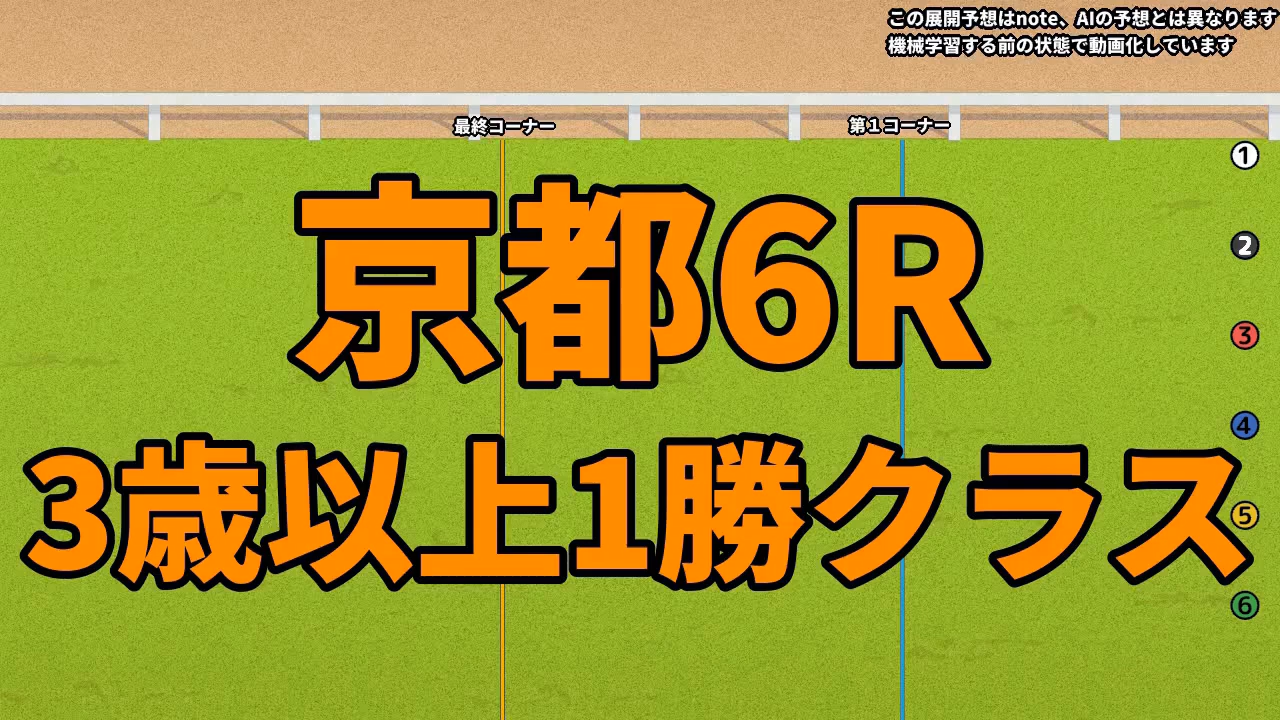 この展開予想はnote、AIの予想とは異なります
機械学習する前の状態で動画化しています
最終コーナー
第1コーナー
1
京都6R
2
3
4
3歳以上1勝クラス
5
6